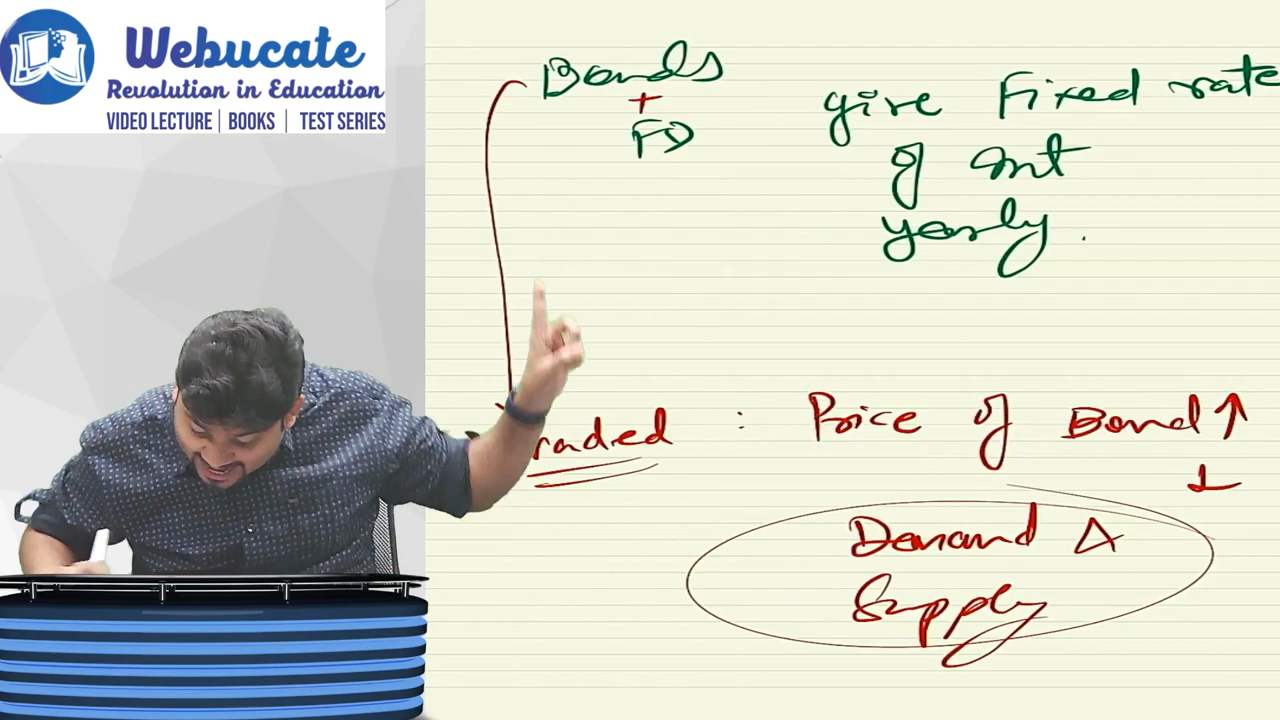 Webucate
Revolution in Education
VIDEO LECTURE | BOOKS | TEST SERIES
Bonds
+
FD
give Fixed rate
of Int
yearly.
raded : Price of Bond ↑
↓
Demand &
Supply